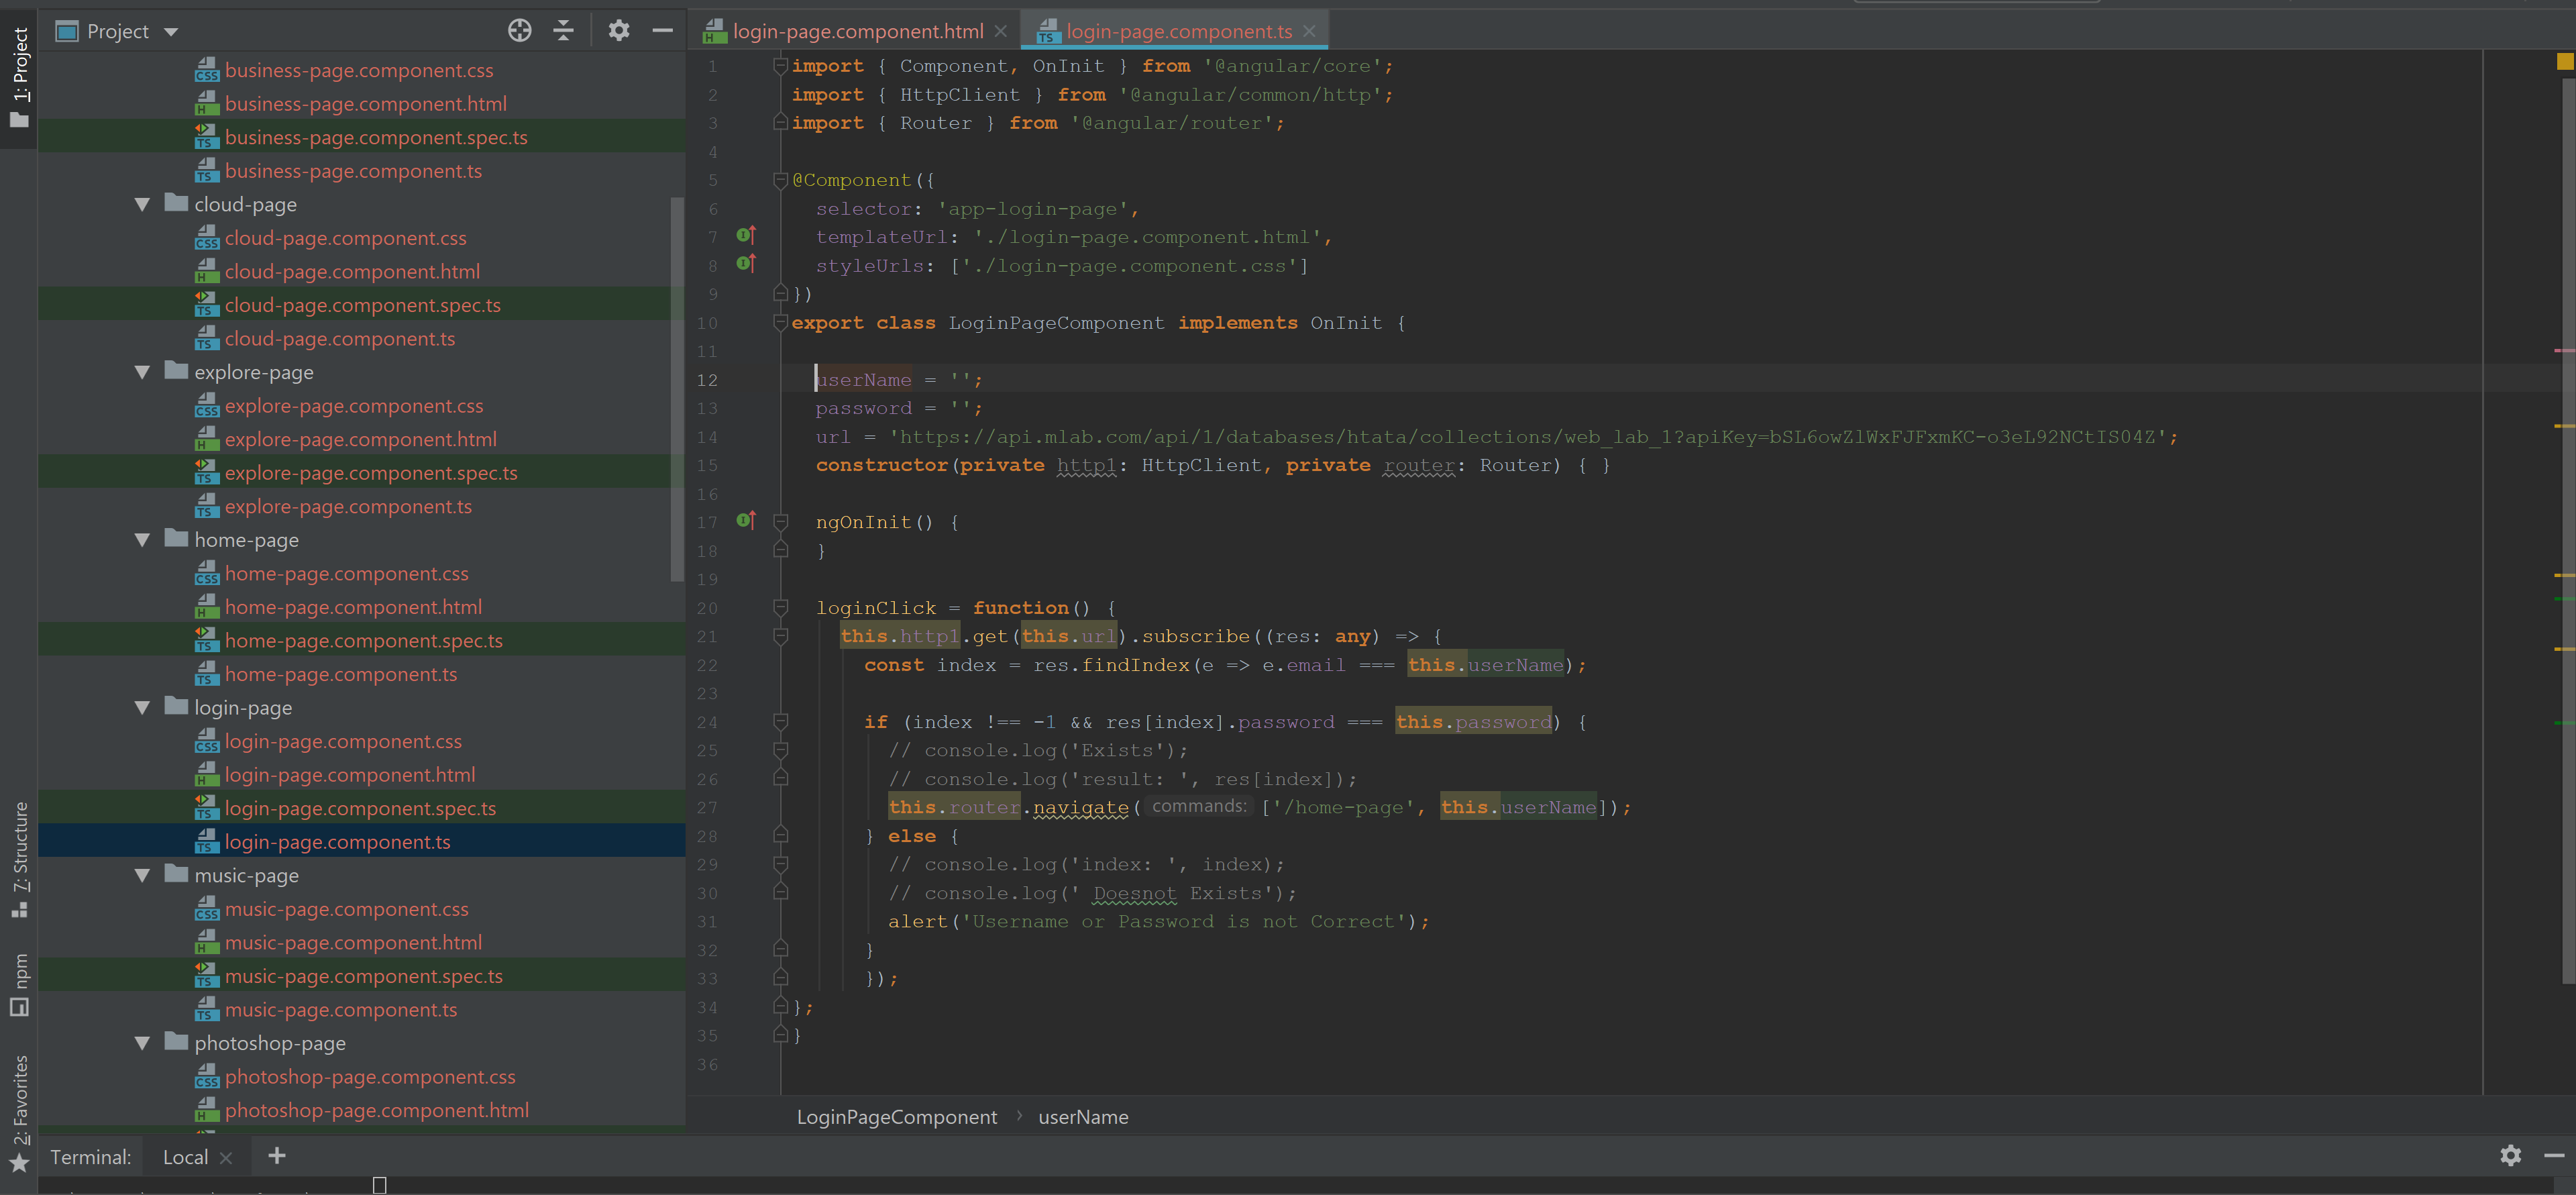 1: Project
7: Structure
npm
2: Favorites
Project
business-page.component.css
business-page.component.html
business-page.component.spec.ts
business-page.component.ts
cloud-page
cloud-page.component.css
cloud-page.component.html
cloud-page.component.spec.ts
cloud-page.component.ts
explore-page
explore-page.component.css
explore-page.component.html
explore-page.component.spec.ts
explore-page.component.ts
home-page
home-page.component.css
home-page.component.html
home-page.component.spec.ts
home-page.component.ts
login-page
login-page.component.css
login-page.component.html
login-page.component.spec.ts
login-page.component.ts
music-page
music-page.component.css
music-page.component.html
music-page.component.spec.ts
music-page.component.ts
photoshop-page
photoshop-page.component.css
photoshop-page.component.html
login-page.component.html login-page.component.ts
1 import { Component, OnInit } from '@angular/core';
2 import { HttpClient } from '@angular/common/http';
3 import { Router } from '@angular/router';
4
5 @Component({
6 selector: 'app-login-page',
7 templateUrl: './login-page.component.html',
8 styleUrls: ['./login-page.component.css']
9 })
10 export class LoginPageComponent implements OnInit {
11
12 userName = '';
13 password = '';
14 url = 'https://api.mlab.com/api/1/databases/htata/collections/web_lab_1?apiKey=bSL6owZlWxFJFxmKC-o3eL92NCtIS04Z';
15 constructor(private http1: HttpClient, private router: Router) { }
16
17 ngOnInit() {
18 }
19
20 loginClick = function() {
21 this.http1.get(this.url).subscribe((res: any) => {
22 const index = res.findIndex(e => e.email === this.userName);
23
24 if (index !== -1 && res[index].password === this.password) {
25 // console.log('Exists');
26 // console.log('result: ', res[index]);
27 this.router.navigate( commands: ['/home-page', this.userName]);
28 } else {
29 // console.log('index: ', index);
30 // console.log(' Doesnot Exists');
31 alert('Username or Password is not Correct');
32 }
33 });
34 };
35 }
36
LoginPageComponent › userName
Terminal: Local